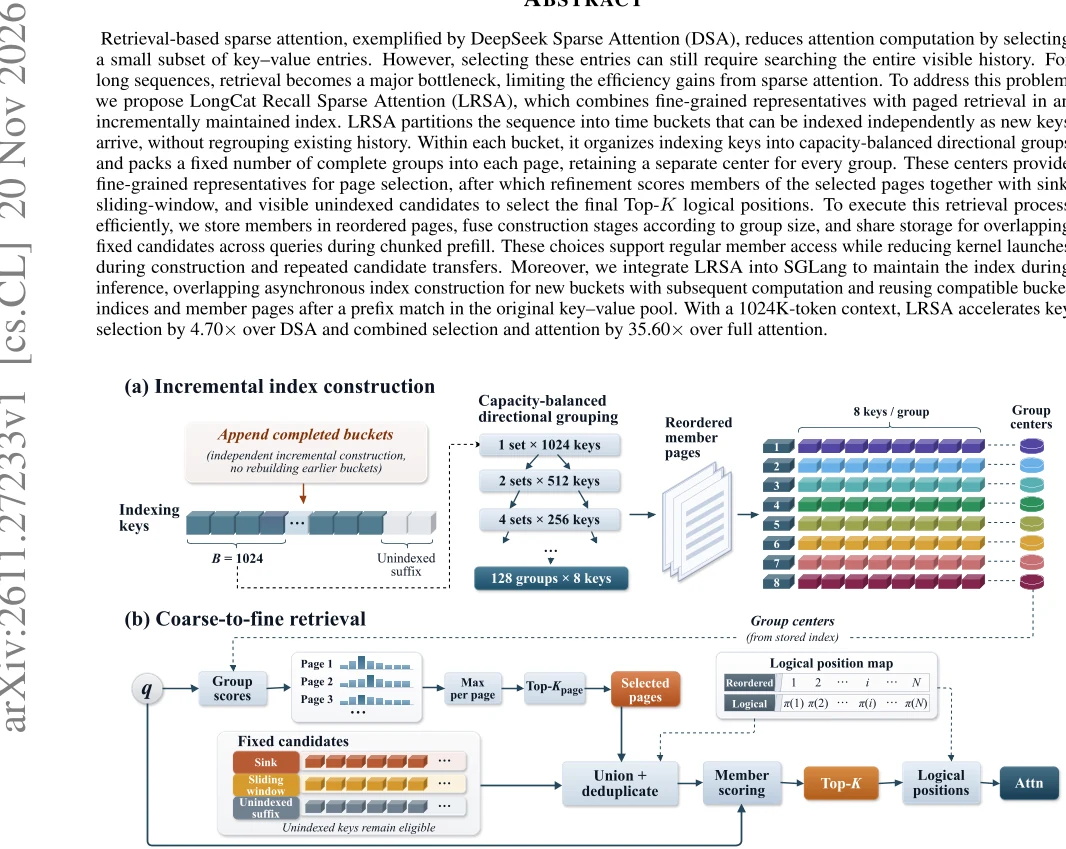 arXiv:2611.27233v1 [cs.CL] 20 Nov 2026
ABSTRACT
Retrieval-based sparse attention, exemplified by DeepSeek Sparse Attention (DSA), reduces attention computation by selecting
a small subset of key–value entries. However, selecting these entries can still require searching the entire visible history. Fo
long sequences, retrieval becomes a major bottleneck, limiting the efficiency gains from sparse attention. To address this problem
we propose LongCat Recall Sparse Attention (LRSA), which combines fine-grained representatives with paged retrieval in an
incrementally maintained index. LRSA partitions the sequence into time buckets that can be indexed independently as new keys
arrive, without regrouping existing history. Within each bucket, it organizes indexing keys into capacity-balanced directional groups
and packs a fixed number of complete groups into each page, retaining a separate center for every group. These centers provide
fine-grained representatives for page selection, after which refinement scores members of the selected pages together with sink
sliding-window, and visible unindexed candidates to select the final Top-K logical positions. To execute this retrieval process
efficiently, we store members in reordered pages, fuse construction stages according to group size, and share storage for overlapping
fixed candidates across queries during chunked prefill. These choices support regular member access while reducing kernel launches
during construction and repeated candidate transfers. Moreover, we integrate LRSA into SGLang to maintain the index during
inference, overlapping asynchronous index construction for new buckets with subsequent computation and reusing compatible bucke
indices and member pages after a prefix match in the original key–value pool. With a 1024K-token context, LRSA accelerates key
selection by 4.70× over DSA and combined selection and attention by 35.60× over full attention.
(a) Incremental index construction
Append completed buckets
(independent incremental construction,
no rebuilding earlier buckets)
Indexing
keys
...
B = 1024
Unindexed
suffix
Capacity-balanced
directional grouping
1 set × 1024 keys
2 sets × 512 keys
4 sets × 256 keys
...
128 groups × 8 keys
Reordered
member
pages
8 keys / group
Group
centers
1
2
3
4
5
6
7
8
(b) Coarse-to-fine retrieval
Group centers
(from stored index)
q
Group
scores
Page 1
Page 2
Page 3
...
Max
per page
Top-Kpage
Selected
pages
Logical position map
Reordered 1 2 ... i ... N
Logical π(1) π(2) ... π(i) ... π(N)
Fixed candidates
Sink ...
Sliding
window ...
Unindexed
suffix ...
Unindexed keys remain eligible
Union +
deduplicate
Member
scoring
Top-K
Logical
positions
Attn